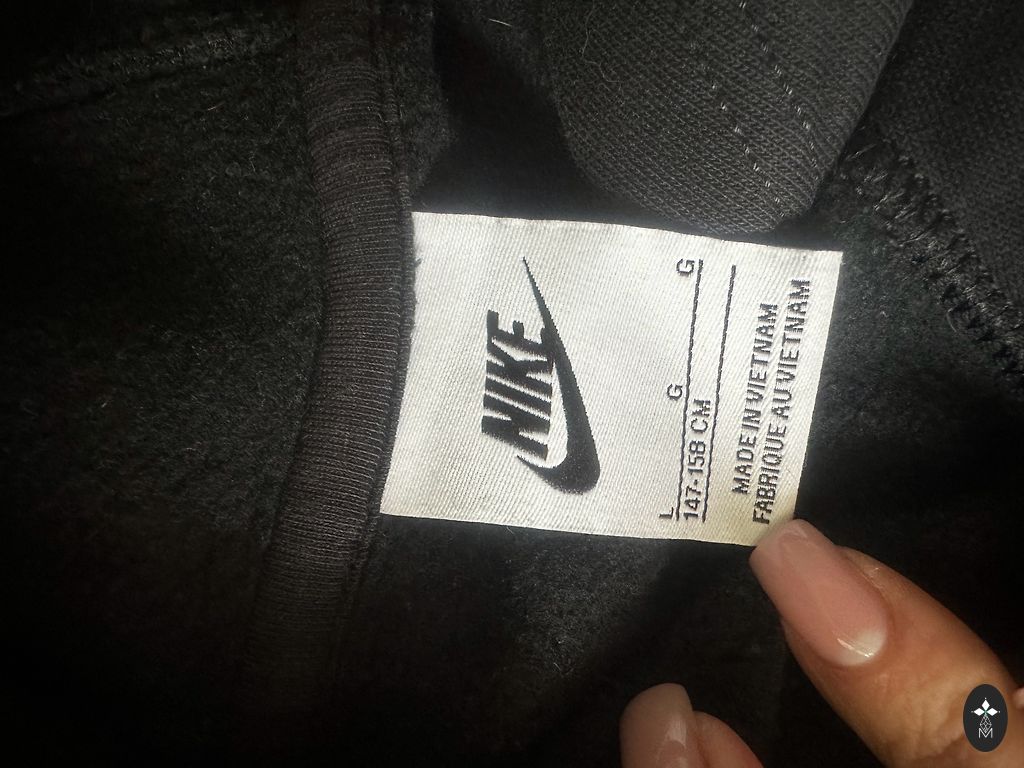 NIKE
L G G
147-158 CM
MADE IN VIETNAM
FABRIQUE AU VIETNAM
M